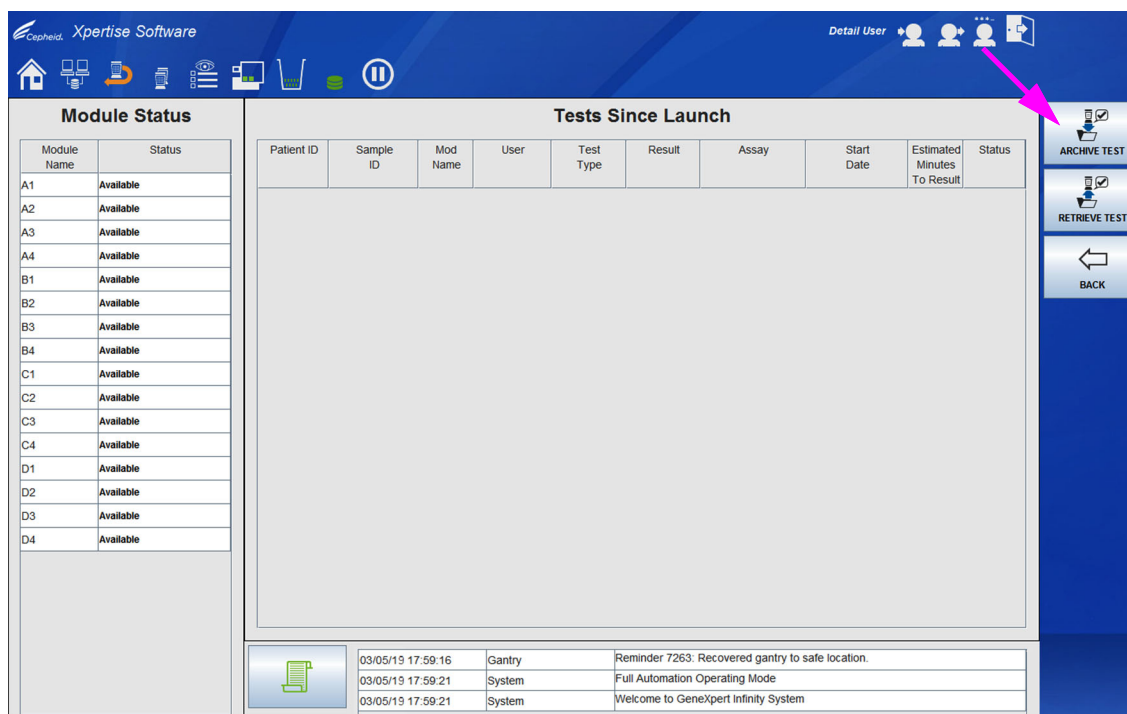 Cepheid. Xpertise Software
Detail User
Module Status
Tests Since Launch
Module Name
Status
Patient ID
Sample ID
Mod Name
User
Test Type
Result
Assay
Start Date
Estimated Minutes To Result
Status
A1 Available
A2 Available
A3 Available
A4 Available
B1 Available
B2 Available
B3 Available
B4 Available
C1 Available
C2 Available
C3 Available
C4 Available
D1 Available
D2 Available
D3 Available
D4 Available
ARCHIVE TEST
RETRIEVE TEST
BACK
03/05/19 17:59:16 Gantry Reminder 7263: Recovered gantry to safe location.
03/05/19 17:59:21 System Full Automation Operating Mode
03/05/19 17:59:21 System Welcome to GeneXpert Infinity System